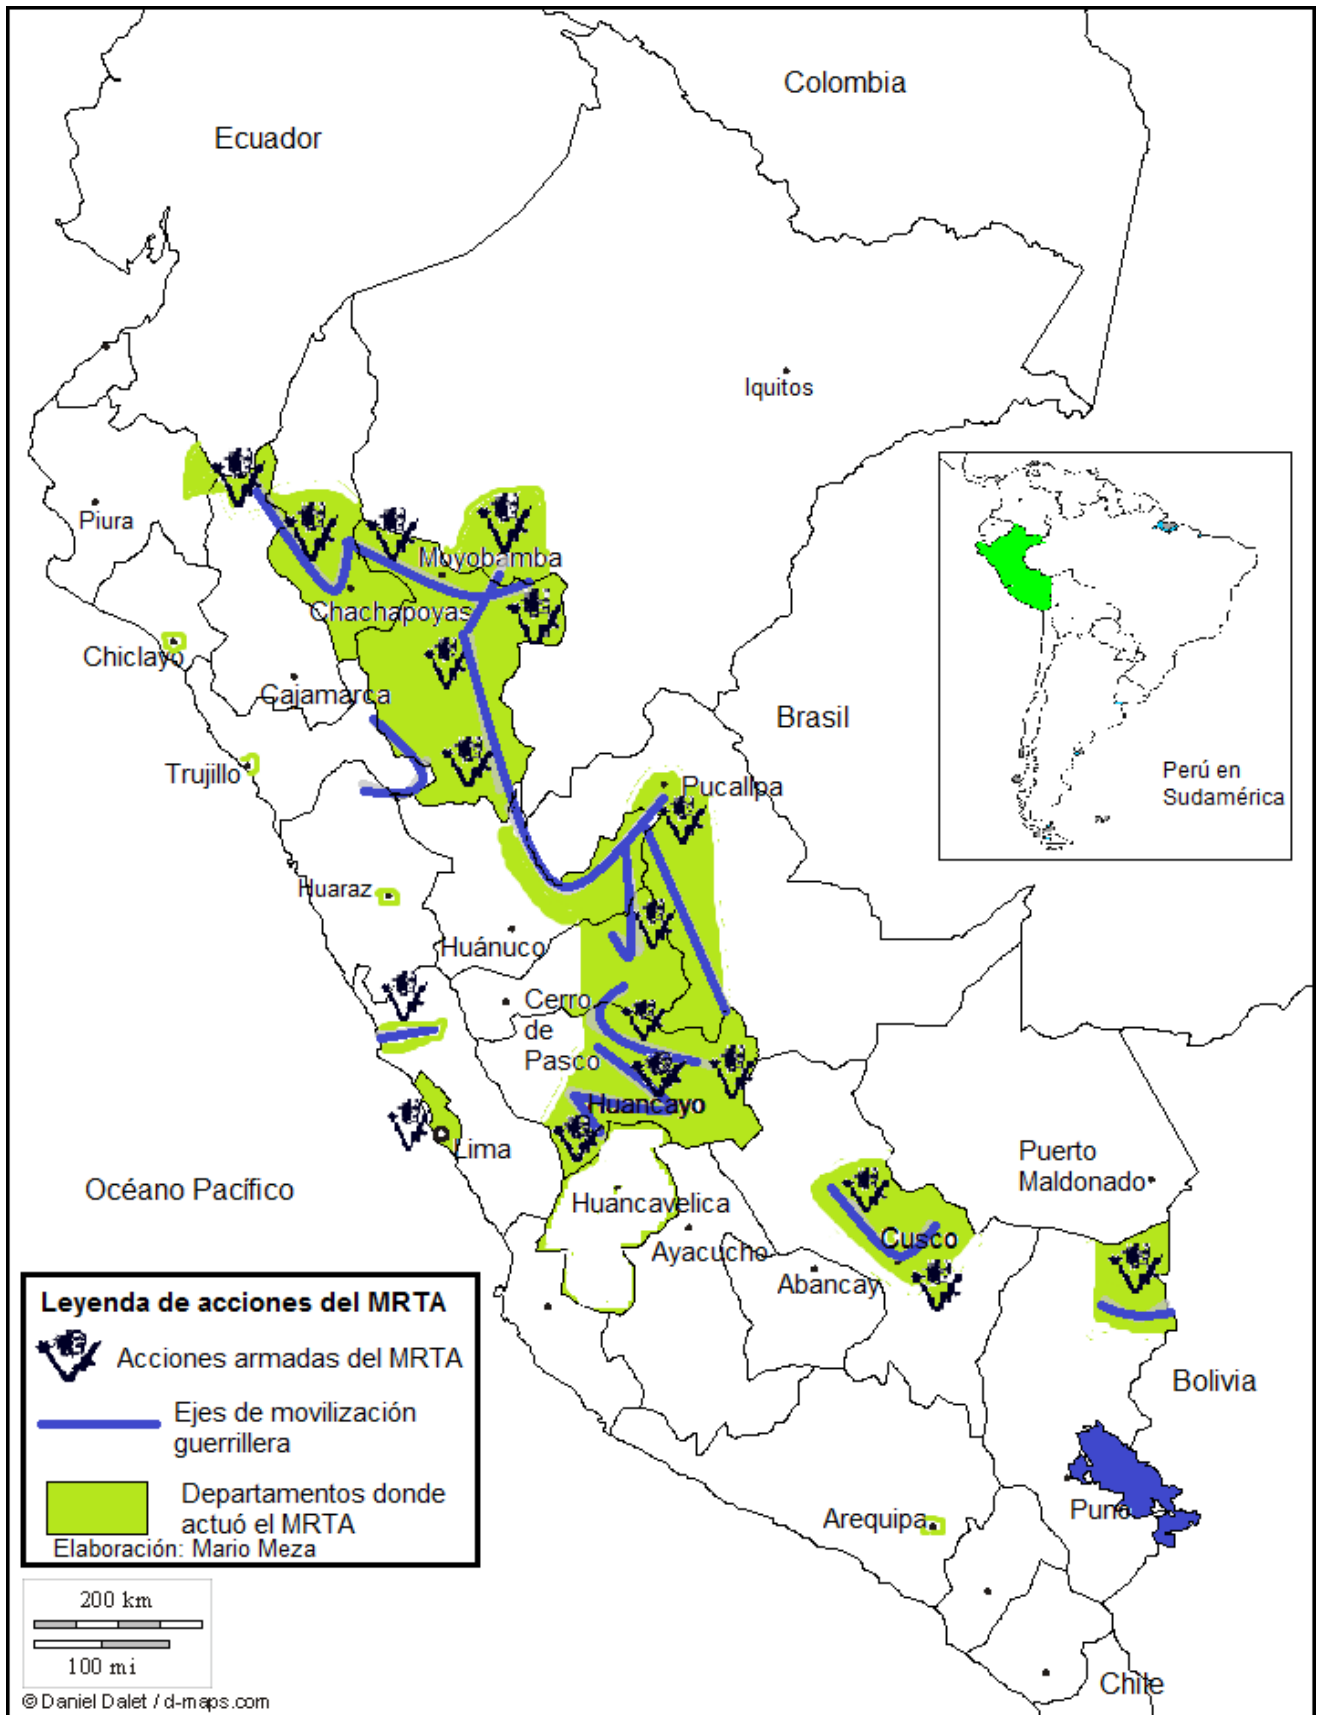 Colombia
Ecuador
Iquitos
Piura
Moyobamba
Chachapoyas
Chiclayo
Cajamarca
Brasil
Trujillo
Perú en
Sudamérica
Pucallpa
Huaraz
Huánuco
Cerro
de
Pasco
Huancayo
Lima
Puerto
Maldonado
Océano Pacífico
Huancavelica
Ayacucho
Cusco
Abancay
Leyenda de acciones del MRTA
Acciones armadas del MRTA
Ejes de movilización
guerrillera
Departamentos donde
actuó el MRTA
Elaboración: Mario Meza
Bolivia
Puno
Arequipa
200 km
100 mi
Chile
© Daniel Dalet / d-maps.com